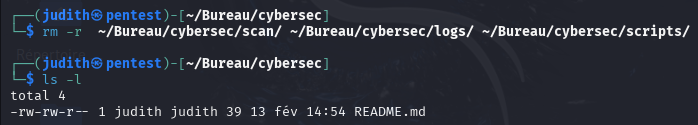 ┌──(judith㉿pentest)-[~/Bureau/cybersec]
└─$ rm -r  ~/Bureau/cybersec/scan/ ~/Bureau/cybersec/logs/ ~/Bureau/cybersec/scripts/
┌──(judith㉿pentest)-[~/Bureau/cybersec]
└─$ ls -l
total 4
-rw-rw-r-- 1 judith judith 39 13 fév 14:54 README.md